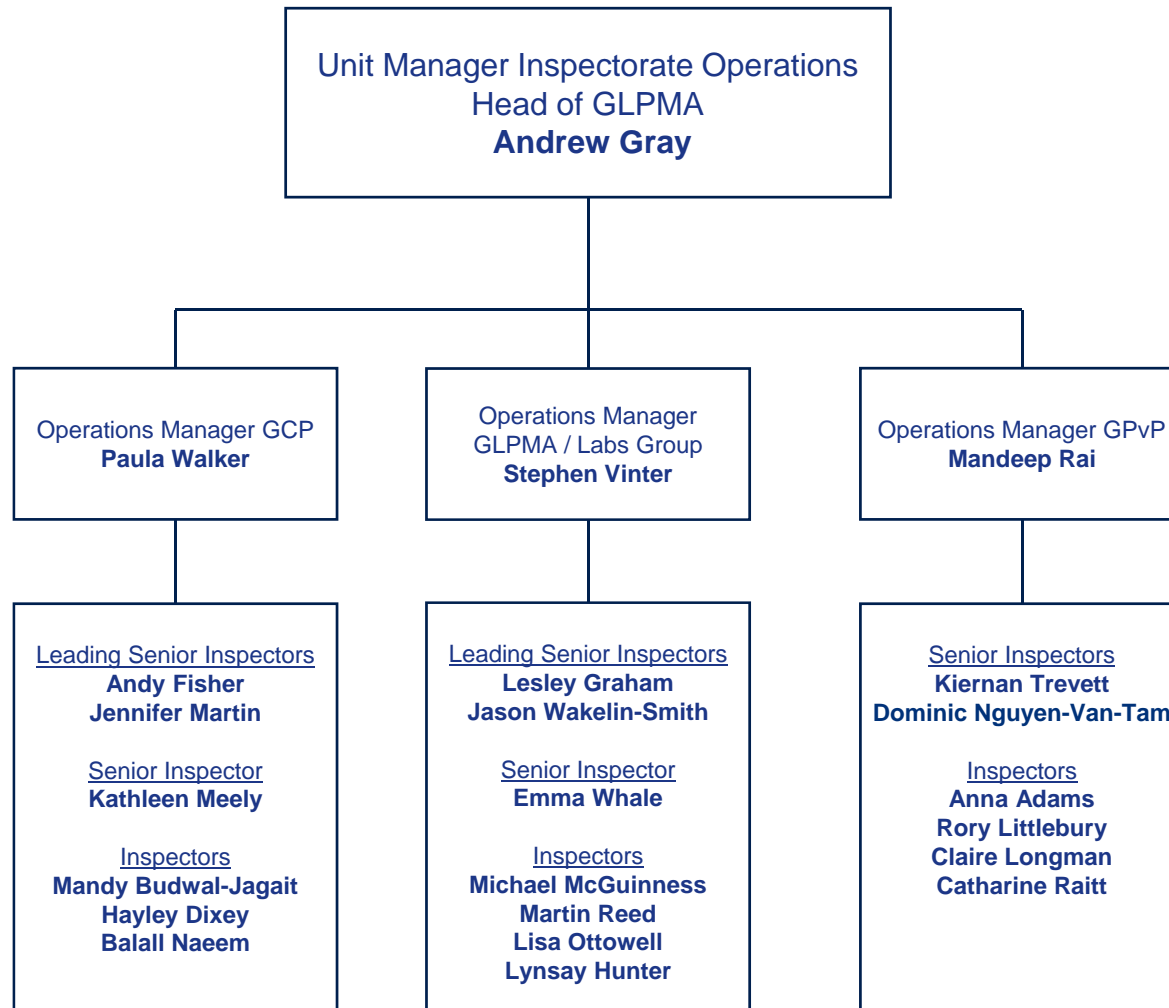 Unit Manager Inspectorate Operations
Head of GLPMA
Andrew Gray
Operations Manager GCP
Paula Walker
Operations Manager
GLPMA / Labs Group
Stephen Vinter
Operations Manager GPvP
Mandeep Rai
Leading Senior Inspectors
Andy Fisher
Jennifer Martin
Senior Inspector
Kathleen Meely
Inspectors
Mandy Budwal-Jagait
Hayley Dixey
Balall Naeem
Leading Senior Inspectors
Lesley Graham
Jason Wakelin-Smith
Senior Inspector
Emma Whale
Inspectors
Michael McGuinness
Martin Reed
Lisa Ottowell
Lynsay Hunter
Senior Inspectors
Kiernan Trevett
Dominic Nguyen-Van-Tam
Inspectors
Anna Adams
Rory Littlebury
Claire Longman
Catharine Raitt